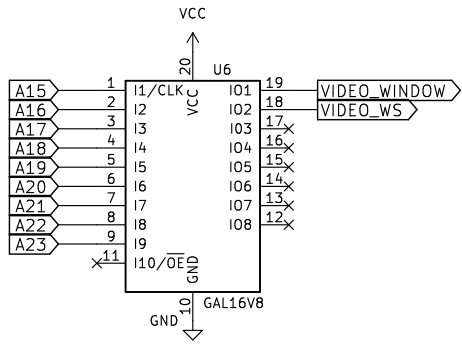 VCC
20 U6
A15 1 I1/CLK VCC IO1 19 VIDEO_WINDOW
A16 2 I2 IO2 18 VIDEO_WS
A17 3 I3 IO3 17
A18 4 I4 IO4 16
A19 5 I5 IO5 15
A20 6 I6 IO6 14
A21 7 I7 IO7 13
A22 8 I8 IO8 12
A23 9 I9
11 I10/OE GND
10 GAL16V8
GND